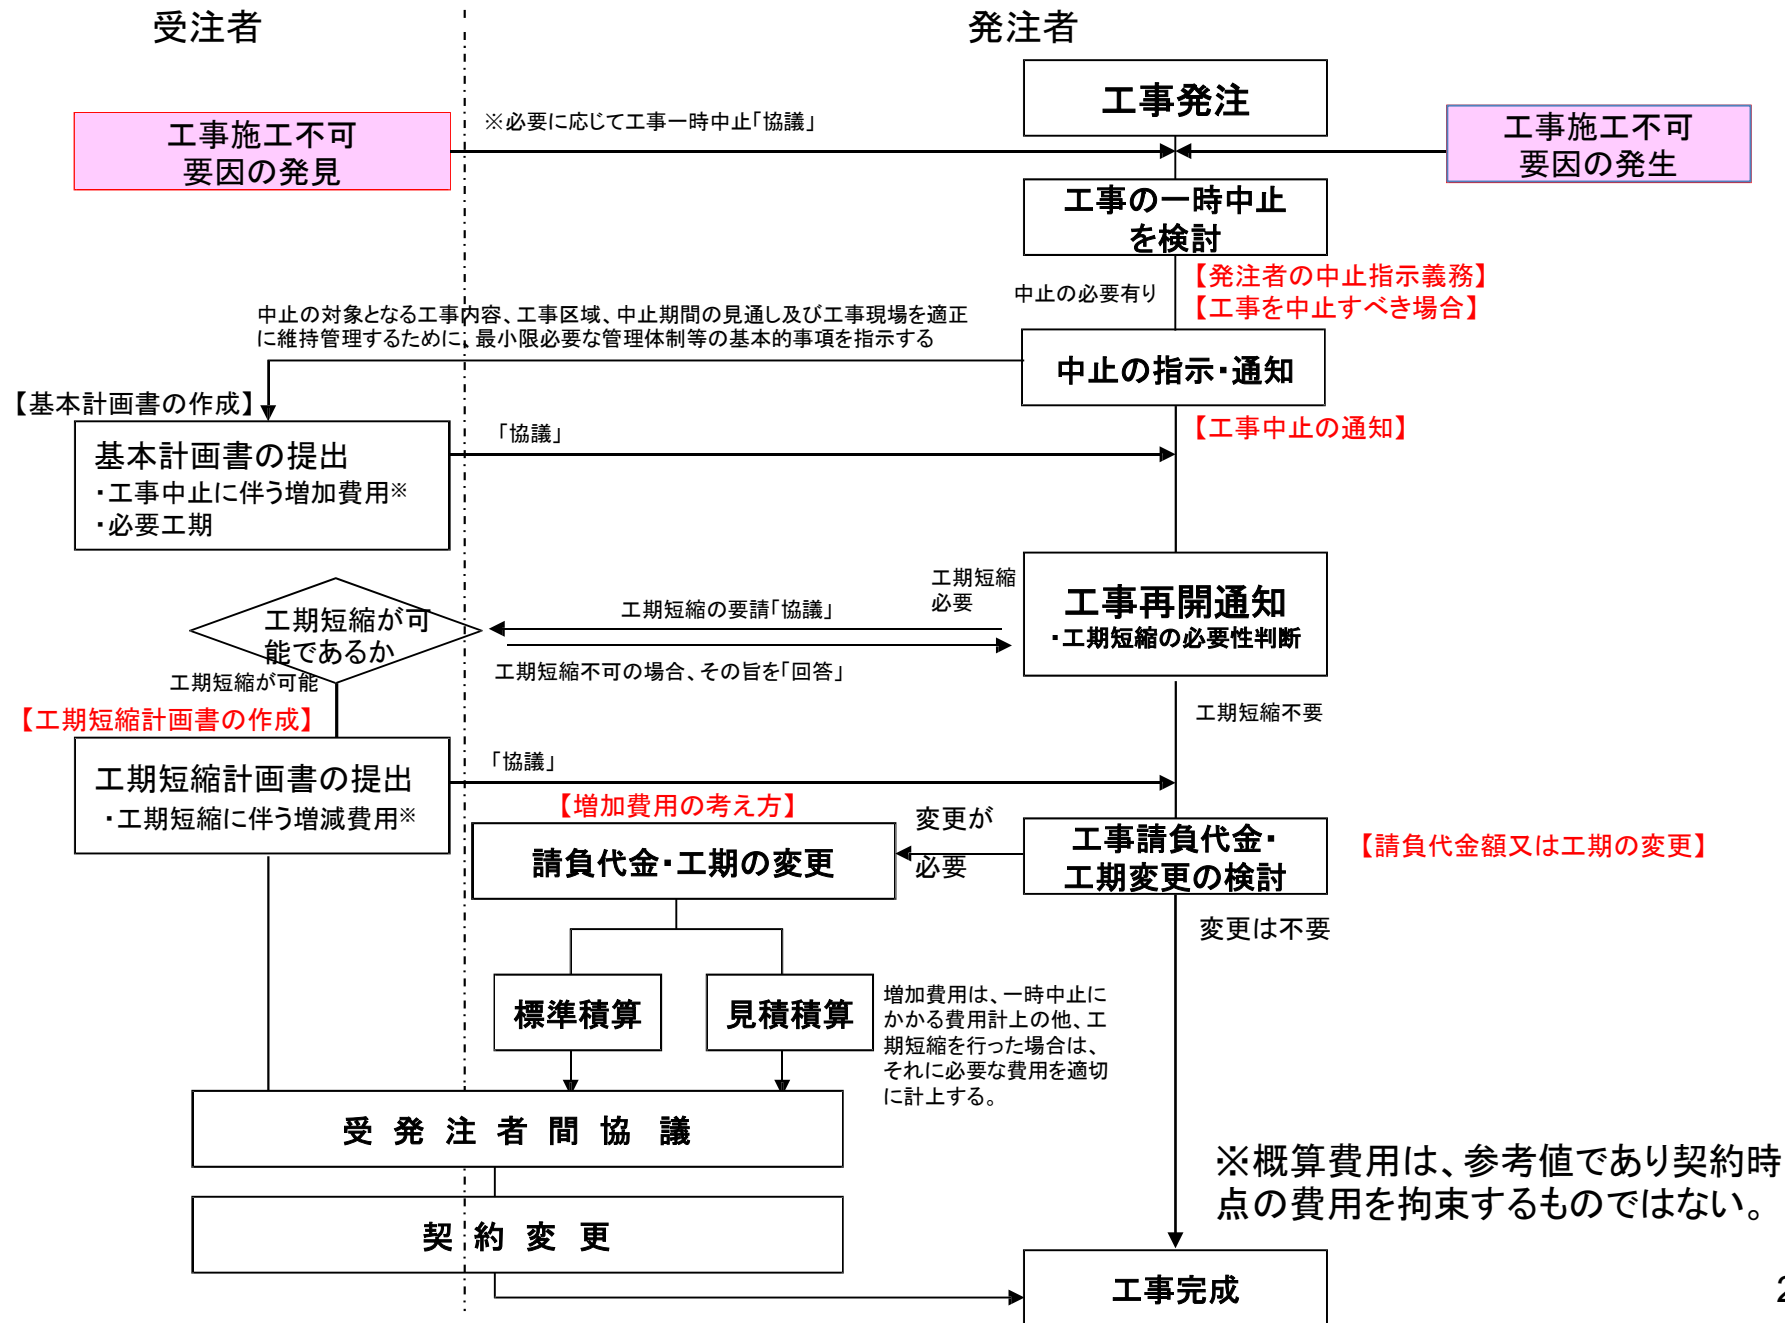 受注者
発注者
工事発注
工事施工不可
要因の発見
※必要に応じて工事一時中止「協議」
工事施工不可
要因の発生
工事の一時中止
を検討
【発注者の中止指示義務】
【工事を中止すべき場合】
中止の必要有り
中止の対象となる工事内容、工事区域、中止期間の見通し及び工事現場を適正
に維持管理するために、最小限必要な管理体制等の基本的事項を指示する
中止の指示・通知
【基本計画書の作成】
【工事中止の通知】
「協議」
基本計画書の提出
・工事中止に伴う増加費用※
・必要工期
工期短縮
必要
工事再開通知
・工期短縮の必要性判断
工期短縮の要請「協議」
工期短縮が可
能であるか
工期短縮不可の場合、その旨を「回答」
工期短縮が可能
工期短縮不要
【工期短縮計画書の作成】
「協議」
工期短縮計画書の提出
・工期短縮に伴う増減費用※
【増加費用の考え方】
変更が
必要
請負代金・工期の変更
工事請負代金・
工期変更の検討
【請負代金額又は工期の変更】
変更は不要
標準積算
見積積算
増加費用は、一時中止に
かかる費用計上の他、工
期短縮を行った場合は、
それに必要な費用を適切
に計上する。
受発注者間協議
※概算費用は、参考値であり契約時
点の費用を拘束するものではない。
契約変更
工事完成
2